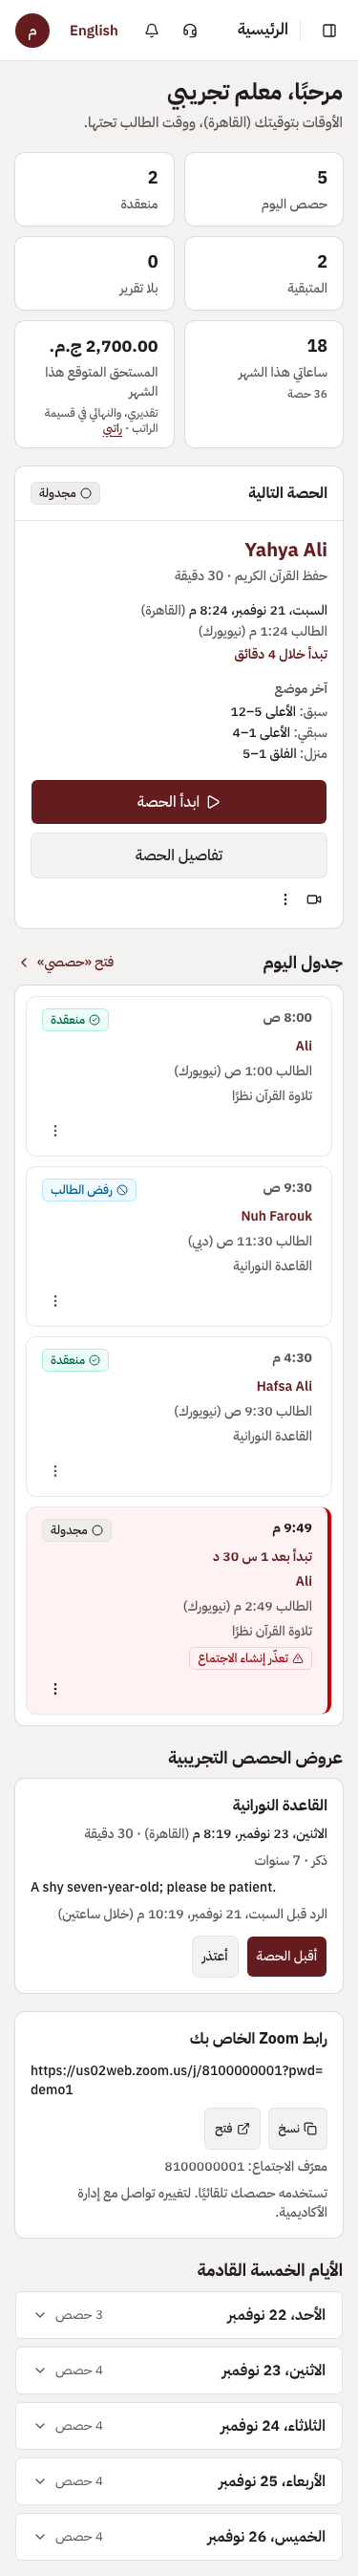 الرئيسية
English
م
مرحبًا، معلم تجريبي
الأوقات بتوقيتك (القاهرة)، ووقت الطالب تحتها.
5
حصص اليوم
2
منعقدة
2
المتبقية
0
بلا تقرير
18
ساعاتي هذا الشهر
36 حصة
2,700.00 ج.م.
المستحق المتوقع هذا
الشهر
تقديري، والنهائي في قسيمة
الراتب · راتبي
الحصة التالية
مجدولة
Yahya Ali
حفظ القرآن الكريم · 30 دقيقة
السبت، 21 نوفمبر، 8:24 م (القاهرة)
الطالب 1:24 م (نيويورك)
تبدأ خلال 4 دقائق
آخر موضع
سبق: الأعلى 5–12
سبقي: الأعلى 1–4
منزل: الفلق 1–5
ابدأ الحصة
تفاصيل الحصة
جدول اليوم
فتح «حصصي»
8:00 ص
منعقدة
Ali
الطالب 1:00 ص (نيويورك)
تلاوة القرآن نظرًا
9:30 ص
رفض الطالب
Nuh Farouk
الطالب 11:30 ص (دبي)
القاعدة النورانية
4:30 م
منعقدة
Hafsa Ali
الطالب 9:30 ص (نيويورك)
القاعدة النورانية
9:49 م
مجدولة
تبدأ بعد 1 س 30 د
Ali
الطالب 2:49 م (نيويورك)
تلاوة القرآن نظرًا
تعذّر إنشاء الاجتماع
عروض الحصص التجريبية
القاعدة النورانية
الاثنين، 23 نوفمبر، 8:19 م (القاهرة) · 30 دقيقة
ذكر · 7 سنوات
A shy seven-year-old; please be patient.
الرد قبل السبت، 21 نوفمبر، 10:19 م (خلال ساعتين)
أقبل الحصة
أعتذر
رابط Zoom الخاص بك
https://us02web.zoom.us/j/8100000001?pwd=
demo1
نسخ
فتح
معرّف الاجتماع: 8100000001
تستخدمه حصصك تلقائيًا. لتغييره تواصل مع إدارة
الأكاديمية.
الأيام الخمسة القادمة
الأحد، 22 نوفمبر
3 حصص
الاثنين، 23 نوفمبر
4 حصص
الثلاثاء، 24 نوفمبر
4 حصص
الأربعاء، 25 نوفمبر
4 حصص
الخميس، 26 نوفمبر
4 حصص